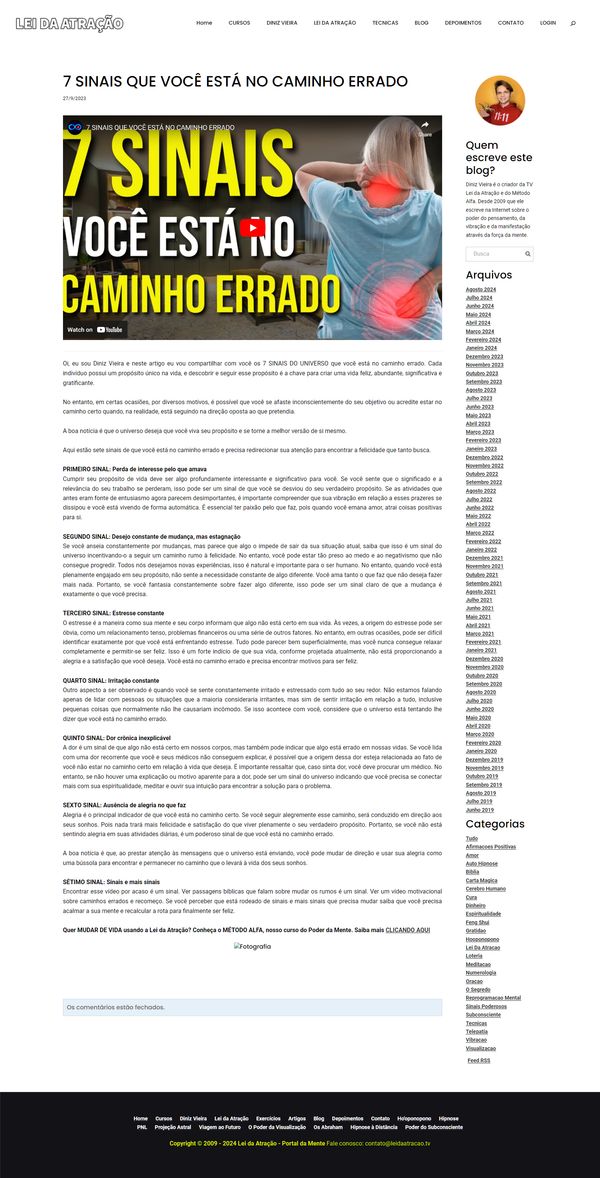 LEI DA ATRAÇÃO
Home CURSOS DINIZ VIEIRA LEI DA ATRAÇÃO TECNICAS BLOG DEPOIMENTOS CONTATO LOGIN
7 SINAIS QUE VOCÊ ESTÁ NO CAMINHO ERRADO
27/9/2023
7 SINAIS QUE VOCÊ ESTÁ NO CAMINHO ERRADO
Share
7 SINAIS
VOCÊ ESTÁ NO
CAMINHO ERRADO
Watch on YouTube
Oi, eu sou Diniz Vieira e neste artigo eu vou compartilhar com você os 7 SINAIS DO UNIVERSO que você está no caminho errado. Cada
indivíduo possui um propósito único na vida, e descobrir e seguir esse propósito é a chave para criar uma vida feliz, abundante, significativa e
gratificante.
No entanto, em certas ocasiões, por diversos motivos, é possível que você se afaste inconscientemente do seu objetivo ou acredite estar no
caminho certo quando, na realidade, está seguindo na direção oposta ao que pretendia.
A boa notícia é que o universo deseja que você viva seu propósito e se torne a melhor versão de si mesmo.
Aqui estão sete sinais de que você está no caminho errado e precisa redirecionar sua atenção para encontrar a felicidade que tanto busca.
PRIMEIRO SINAL: Perda de interesse pelo que amava
Cumprir seu propósito de vida deve ser algo profundamente interessante e significativo para você. Se você sente que o significado e a
relevância do seu trabalho se perderam, isso pode ser um sinal de que você se desviou do seu verdadeiro propósito. Se as atividades que
antes eram fonte de entusiasmo agora parecem desimportantes, é importante compreender que sua vibração em relação a esses prazeres se
dissipou e você está vivendo de forma automática. É essencial ter paixão pelo que faz, pois quando você emana amor, atrai coisas positivas
para si.
SEGUNDO SINAL: Desejo constante de mudança, mas estagnação
Se você anseia constantemente por mudanças, mas parece que algo o impede de sair da sua situação atual, saiba que isso é um sinal do
universo incentivando-o a seguir um caminho rumo à felicidade. No entanto, você pode estar tão preso ao medo e ao negativismo que não
consegue progredir. Todos nós desejamos novas experiências, isso é natural e importante para o ser humano. No entanto, quando você está
plenamente engajado em seu propósito, não sente a necessidade constante de algo diferente. Você ama tanto o que faz que não deseja fazer
mais nada. Portanto, se você fantasia constantemente sobre fazer algo diferente, isso pode ser um sinal claro de que a mudança é
exatamente o que você precisa.
TERCEIRO SINAL: Estresse constante
O estresse é a maneira como sua mente e seu corpo informam que algo não está certo em sua vida. Às vezes, a origem do estresse pode ser
óbvia, como um relacionamento tenso, problemas financeiros ou uma série de outros fatores. No entanto, em outras ocasiões, pode ser difícil
identificar exatamente por que você está enfrentando estresse. Tudo pode parecer bem superficialmente, mas você nunca consegue relaxar
completamente e permitir-se ser feliz. Isso é um forte indício de que sua vida, conforme projetada atualmente, não está proporcionando a
alegria e a satisfação que você deseja. Você está no caminho errado e precisa encontrar motivos para ser feliz.
QUARTO SINAL: Irritação constante
Outro aspecto a ser observado é quando você se sente constantemente irritado e estressado com tudo ao seu redor. Não estamos falando
apenas de lidar com pessoas ou situações que a maioria consideraria irritantes, mas sim de sentir irritação em relação a tudo, inclusive
pequenas coisas que normalmente não lhe causariam incômodo. Se isso acontece com você, considere que o universo está tentando lhe
dizer que você está no caminho errado.
QUINTO SINAL: Dor crônica inexplicável
A dor é um sinal de que algo não está certo em nossos corpos, mas também pode indicar que algo está errado em nossas vidas. Se você lida
com uma dor recorrente que você e seus médicos não conseguem explicar, é possível que a origem dessa dor esteja relacionada ao fato de
você não estar no caminho certo em relação à vida que deseja. É importante ressaltar que, caso sinta dor, você deve procurar um médico. No
entanto, se não houver uma explicação ou motivo aparente para a dor, pode ser um sinal do universo indicando que você precisa se conectar
mais com sua espiritualidade, meditar e ouvir sua intuição para encontrar a solução para o problema.
SEXTO SINAL: Ausência de alegria no que faz
Alegria é o principal indicador de que você está no caminho certo. Se você seguir alegremente esse caminho, será conduzido em direção aos
seus sonhos. Pois nada trará mais felicidade e satisfação do que viver plenamente o seu verdadeiro propósito. Portanto, se você não está
sentindo alegria em suas atividades diárias, é um poderoso sinal de que você está no caminho errado.
A boa notícia é que, ao prestar atenção às mensagens que o universo está enviando, você pode mudar de direção e usar sua alegria como
uma bússola para encontrar e permanecer no caminho que o levará à vida dos seus sonhos.
SÉTIMO SINAL: Sinais e mais sinais
Encontrar esse vídeo por acaso é um sinal. Ver passagens bíblicas que falam sobre mudar os rumos é um sinal. Ver um vídeo motivacional
sobre caminhos errados e recomeço. Se você perceber que está rodeado de sinais e mais sinais que precisa mudar saiba que você precisa
acalmar a sua mente e recalcular a rota para finalmente ser feliz.
Quer MUDAR DE VIDA usando a Lei da Atração? Conheça o MÉTODO ALFA, nosso curso do Poder da Mente. Saiba mais CLICANDO AQUI
Fotografia
Os comentários estão fechados.
11:11
Quem
escreve este
blog?
Diniz Vieira é o criador da TV
Lei da Atração e do Método
Alfa. Desde 2009 que ele
escreve na Internet sobre o
poder do pensamento, da
vibração e da manifestação
através da força da mente.
Busca
Arquivos
Agosto 2024
Julho 2024
Junho 2024
Maio 2024
Abril 2024
Março 2024
Fevereiro 2024
Janeiro 2024
Dezembro 2023
Novembro 2023
Outubro 2023
Setembro 2023
Agosto 2023
Julho 2023
Junho 2023
Maio 2023
Abril 2023
Março 2023
Fevereiro 2023
Janeiro 2023
Dezembro 2022
Novembro 2022
Outubro 2022
Setembro 2022
Agosto 2022
Julho 2022
Junho 2022
Maio 2022
Abril 2022
Março 2022
Fevereiro 2022
Janeiro 2022
Dezembro 2021
Novembro 2021
Outubro 2021
Setembro 2021
Agosto 2021
Julho 2021
Junho 2021
Maio 2021
Abril 2021
Março 2021
Fevereiro 2021
Janeiro 2021
Dezembro 2020
Novembro 2020
Outubro 2020
Setembro 2020
Agosto 2020
Julho 2020
Junho 2020
Maio 2020
Abril 2020
Março 2020
Fevereiro 2020
Janeiro 2020
Dezembro 2019
Novembro 2019
Outubro 2019
Setembro 2019
Agosto 2019
Julho 2019
Junho 2019
Categorias
Tudo
Afirmacoes Positivas
Amor
Auto Hipnose
Biblia
Carta Magica
Cerebro Humano
Cura
Dinheiro
Espiritualidade
Feng Shui
Gratidao
Hooponopono
Lei Da Atracao
Loteria
Meditacao
Numerologia
Oracao
O Segredo
Reprogramacao Mental
Sinais Poderosos
Subconsciente
Tecnicas
Telepatia
Vibracao
Visualizacao
Feed RSS
Home Cursos Diniz Vieira Lei da Atração Exercícios Artigos Blog Depoimentos Contato Ho'oponopono Hipnose
PNL Projeção Astral Viagem ao Futuro O Poder da Visualização Os Abraham Hipnose à Distância Poder do Subconsciente
Copyright © 2009 - 2024 Lei da Atração - Portal da Mente Fale conosco: contato@leidaatracao.tv